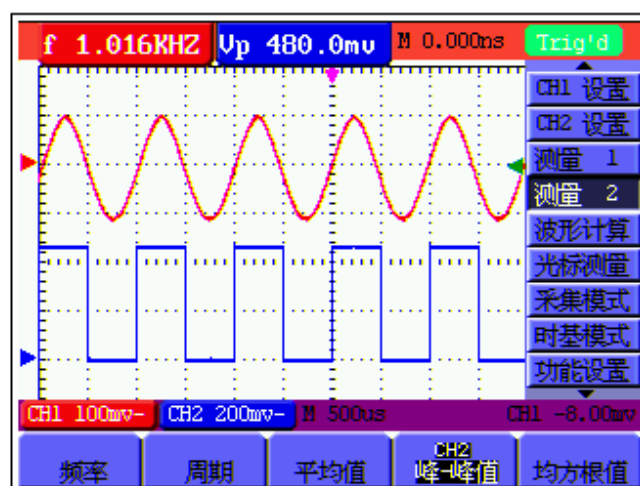 f 1.016KHZ Vp 480.0mv M 0.000ns Trig'd
CH1 设置
CH2 设置
测量 1
测量 2
波形计算
光标测量
采集模式
时基模式
功能设置
CH1 100mv~ CH2 200mv~ M 500us CH1 -8.00mv
频率
周期
平均值
CH2
峰-峰值
均方根值